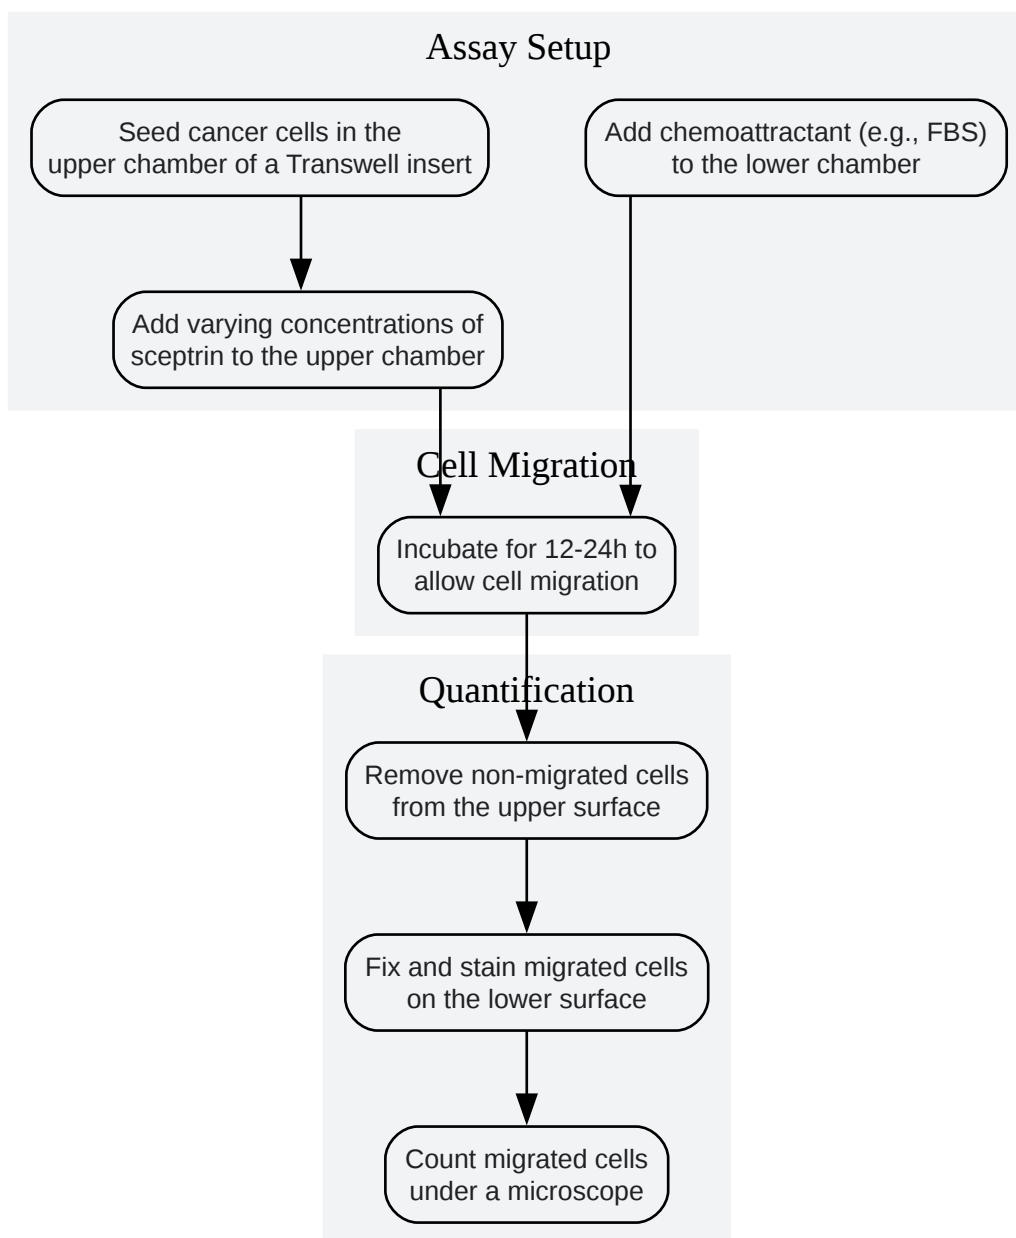 Assay Setup
Seed cancer cells in the
upper chamber of a Transwell insert
Add chemoattractant (e.g., FBS)
to the lower chamber
Add varying concentrations of
sceptrin to the upper chamber
Cell Migration
Incubate for 12-24h to
allow cell migration
Quantification
Remove non-migrated cells
from the upper surface
Fix and stain migrated cells
on the lower surface
Count migrated cells
under a microscope